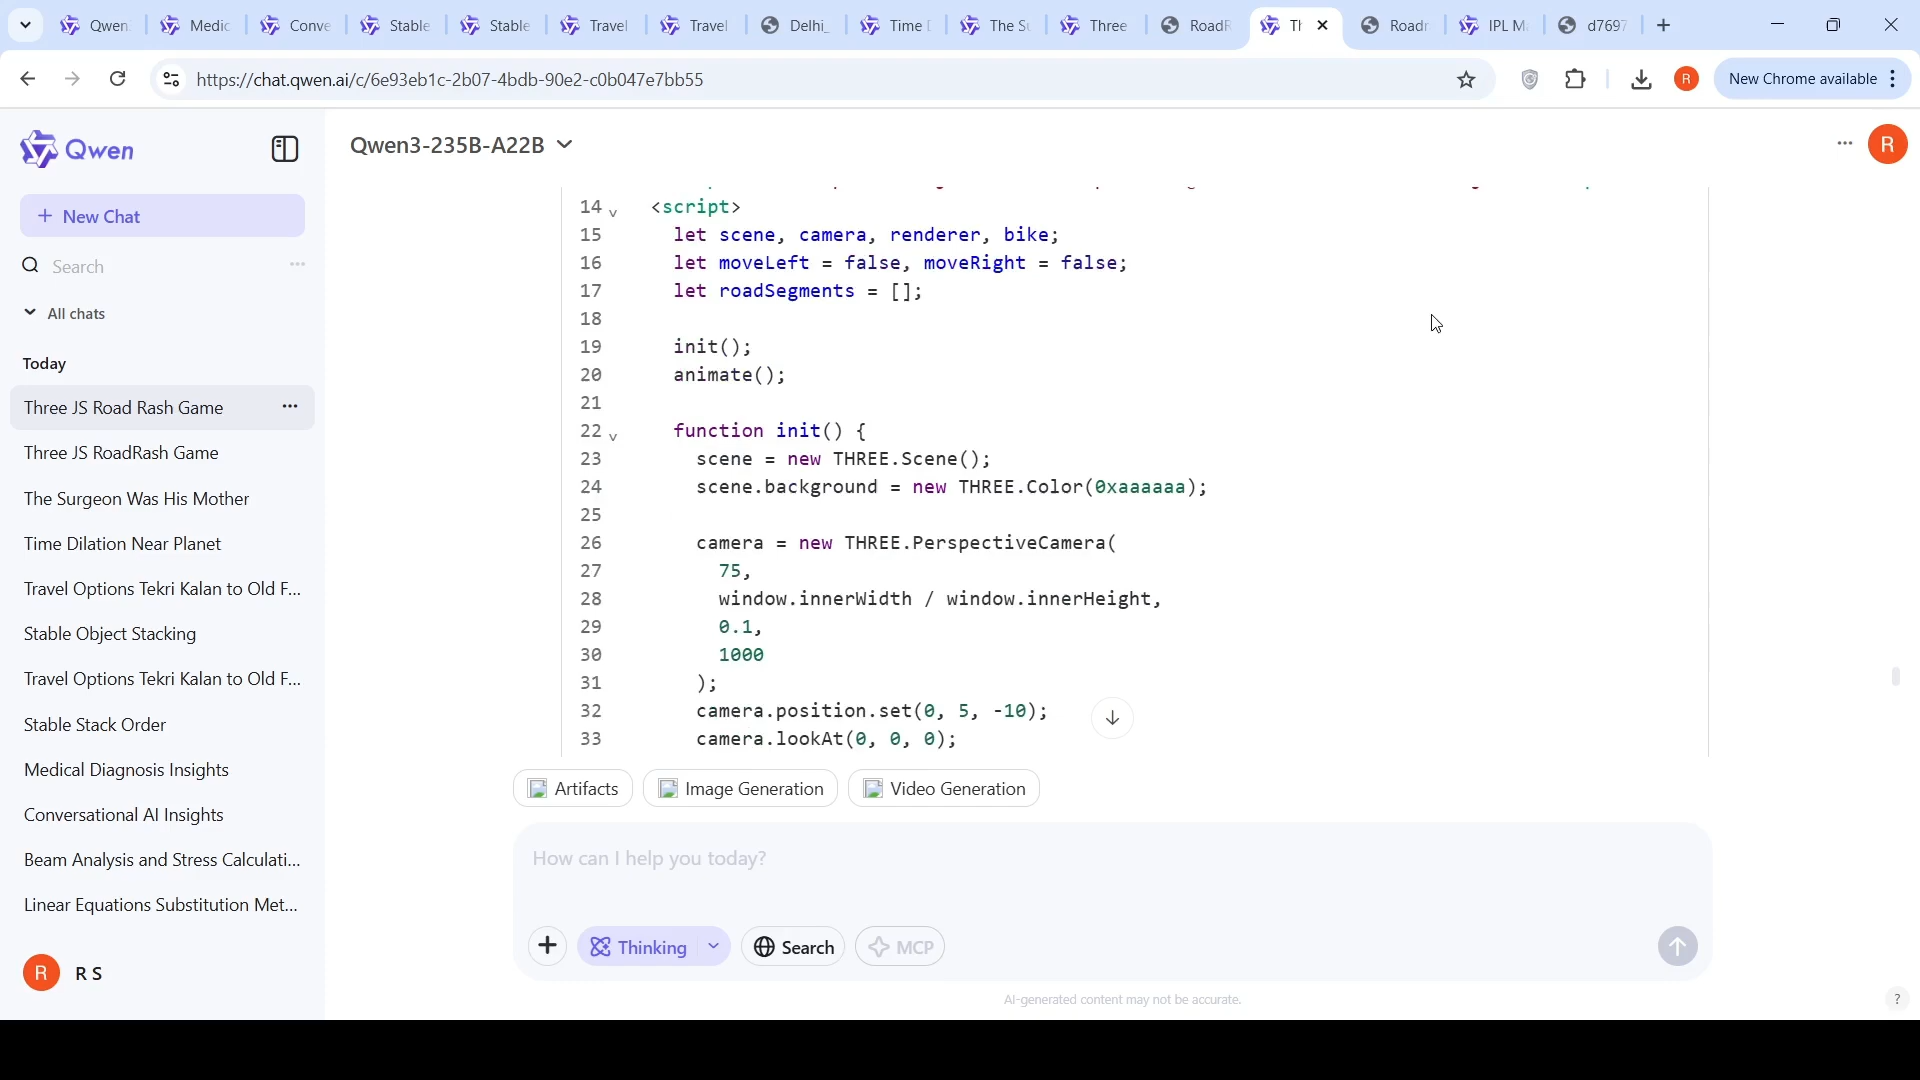 Qwen
Medic
Conve
Stable
Stable
Travel
Travel
Delhi_
Time
The Su
Three
RoadR
Th
Roadr
IPL Ma
d7697
https://chat.qwen.ai/c/6e93eb1c-2b07-4bdb-90e2-c0b047e7bb55
R
New Chrome available
Qwen
Qwen3-235B-A22B
R
New Chat
Search
All chats
Today
Three JS Road Rash Game
Three JS RoadRash Game
The Surgeon Was His Mother
Time Dilation Near Planet
Travel Options Tekri Kalan to Old F...
Stable Object Stacking
Travel Options Tekri Kalan to Old F...
Stable Stack Order
Medical Diagnosis Insights
Conversational AI Insights
Beam Analysis and Stress Calculati...
Linear Equations Substitution Met...
R R S
14 <script>
15 let scene, camera, renderer, bike;
16 let moveLeft = false, moveRight = false;
17 let roadSegments = [];
18
19 init();
20 animate();
21
22 function init() {
23 scene = new THREE.Scene();
24 scene.background = new THREE.Color(0xaaaaaa);
25
26 camera = new THREE.PerspectiveCamera(
27 75,
28 window.innerWidth / window.innerHeight,
29 0.1,
30 1000
31 );
32 camera.position.set(0, 5, -10);
33 camera.lookAt(0, 0, 0);
Artifacts
Image Generation
Video Generation
How can I help you today?
Thinking
Search
MCP
AI-generated content may not be accurate.
?